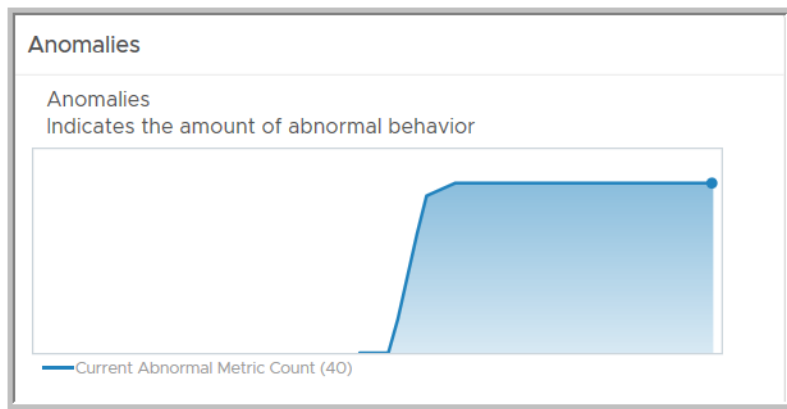 Anomalies
Anomalies
Indicates the amount of abnormal behavior
Current Abnormal Metric Count (40)